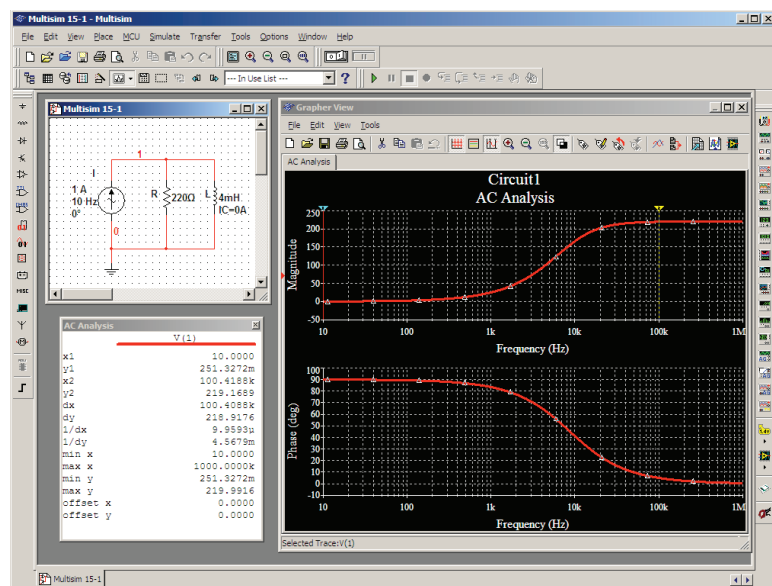 Multisim 15-1 - Multisim
File Edit View Place MCU Simulate Transfer Tools Options Window Help
--- In Use List ---
?
Multisim 15-1
1
I
1 A
10 Hz
0°
R
220Ω
L
4mH
IC=0A
0
MISC
AC Analysis
V(1)
x1 10.0000
y1 251.3272m
x2 100.4188k
y2 219.1689
dx 100.4088k
dy 218.9176
1/dx 9.9593µ
1/dy 4.5679m
min x 10.0000
max x 1000.0000k
min y 251.3272m
max y 219.9916
offset x 0.0000
offset y 0.0000
Grapher View
File Edit View Tools
AC Analysis
Circuit1
AC Analysis
Magnitude
250
200
150
100
50
0
-50
10 100 1k 10k 100k 1M
Frequency (Hz)
Phase (deg)
100
90
80
70
60
50
40
30
20
10
0
-10
10 100 1k 10k 100k 1M
Frequency (Hz)
Selected Trace:V(1)
Multisim 15-1